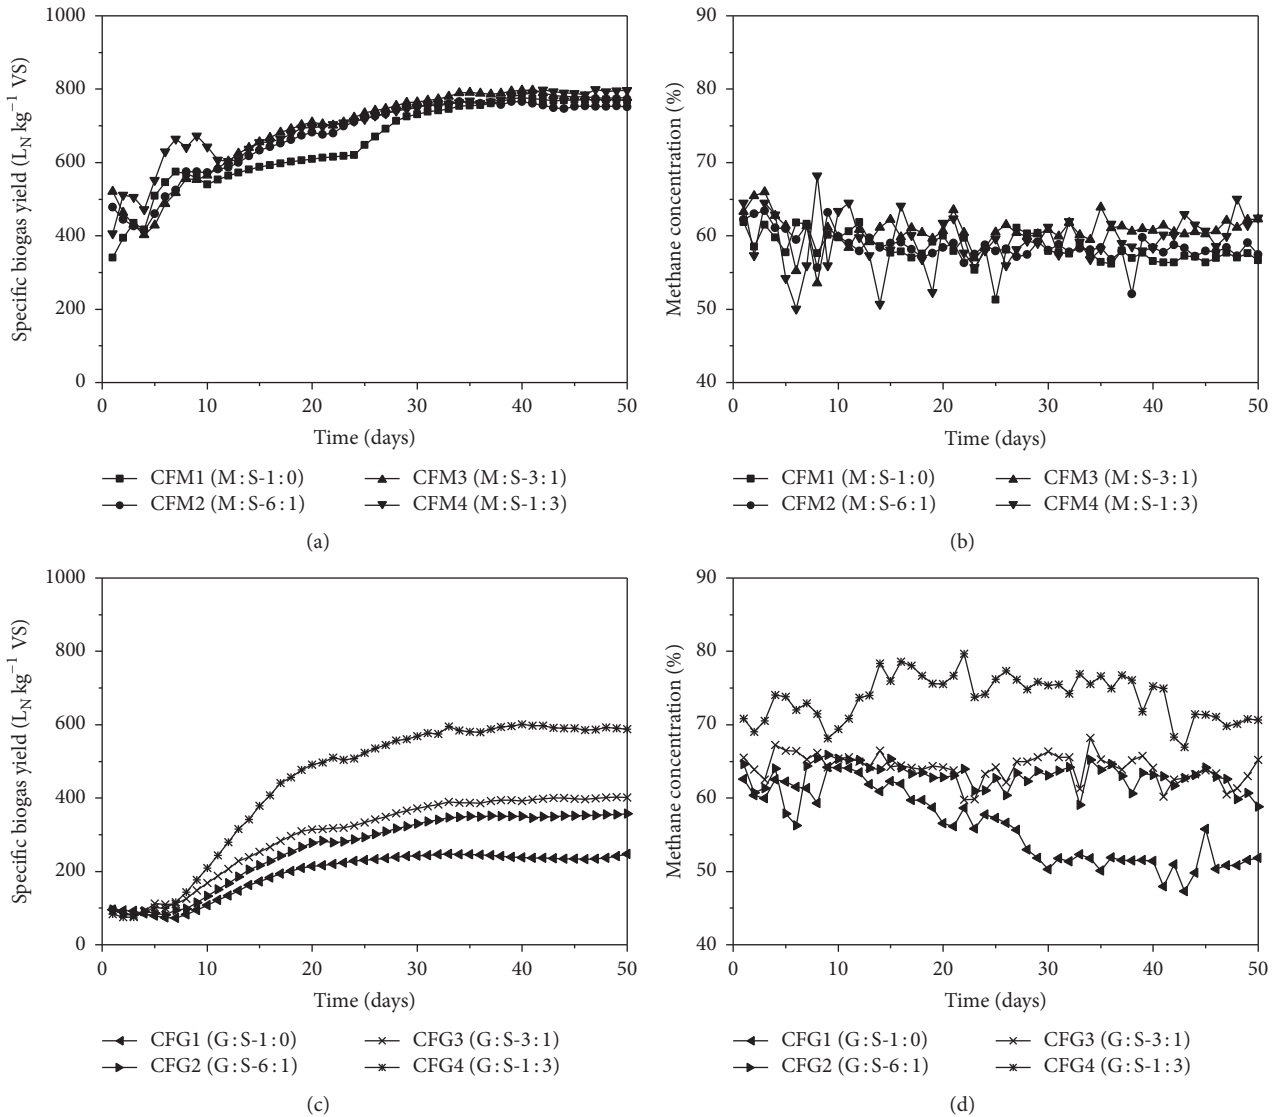 1000
800
600
400
200
0
Specific biogas yield (L_N kg⁻¹ VS)
0 10 20 30 40 50
Time (days)
CFM1 (M:S-1:0) CFM3 (M:S-3:1)
CFM2 (M:S-6:1) CFM4 (M:S-1:3)
(a)
90
80
70
60
50
40
Methane concentration (%)
0 10 20 30 40 50
Time (days)
CFM1 (M:S-1:0) CFM3 (M:S-3:1)
CFM2 (M:S-6:1) CFM4 (M:S-1:3)
(b)
1000
800
600
400
200
0
Specific biogas yield (L_N kg⁻¹ VS)
0 10 20 30 40 50
Time (days)
CFG1 (G:S-1:0) CFG3 (G:S-3:1)
CFG2 (G:S-6:1) CFG4 (G:S-1:3)
(c)
90
80
70
60
50
40
Methane concentration (%)
0 10 20 30 40 50
Time (days)
CFG1 (G:S-1:0) CFG3 (G:S-3:1)
CFG2 (G:S-6:1) CFG4 (G:S-1:3)
(d)